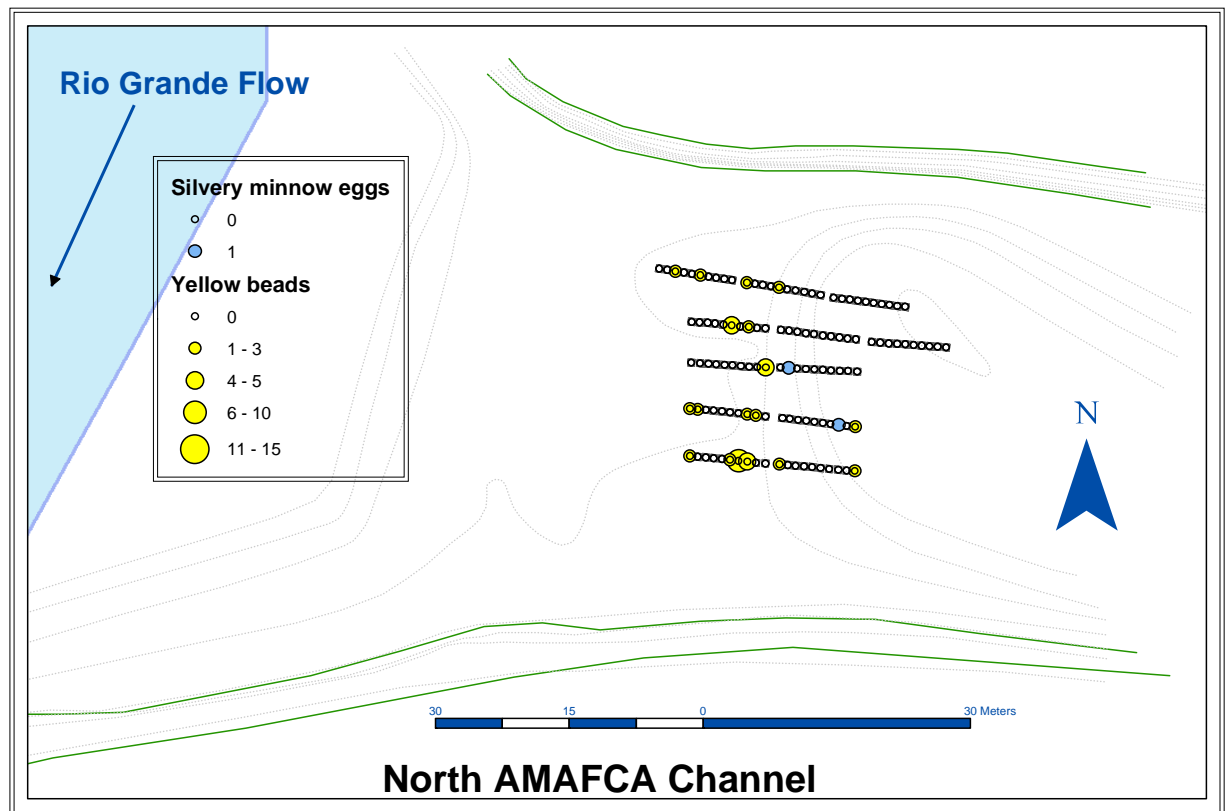 Rio Grande Flow
Silvery minnow eggs
0
1
Yellow beads
0
1 - 3
4 - 5
6 - 10
11 - 15
N
30 15 0 30 Meters
North AMAFCA Channel